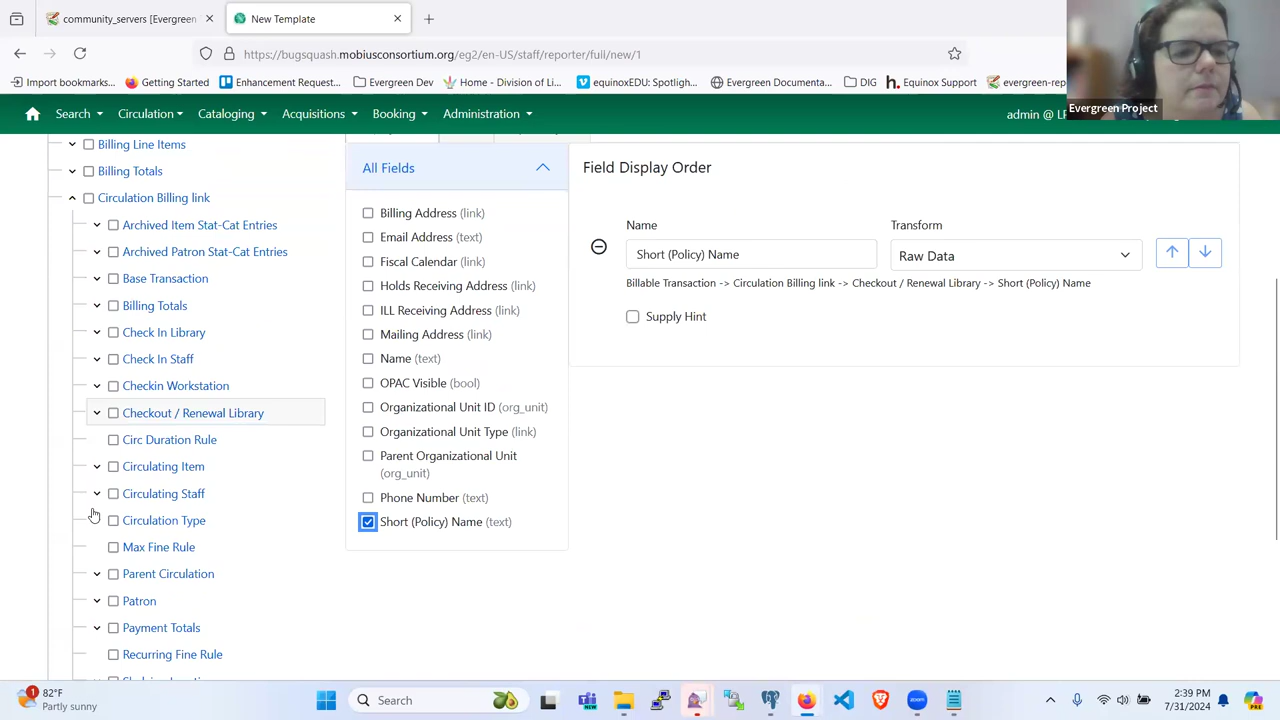 community_servers [Evergreen
New Template
https://bugsquash.mobiusconsortium.org/eg2/en-US/staff/reporter/full/new/1
Import bookmarks...
Getting Started
Enhancement Request...
Evergreen Dev
Home - Division of Li...
equinoxEDU: Spotligh...
Evergreen Documenta...
DIG
Equinox Support
Evergreen Project
Search
Circulation
Cataloging
Acquisitions
Booking
Administration
Billing Line Items
Billing Totals
Circulation Billing link
Archived Item Stat-Cat Entries
Archived Patron Stat-Cat Entries
Base Transaction
Billing Totals
Check In Library
Check In Staff
Checkin Workstation
Checkout / Renewal Library
Circ Duration Rule
Circulating Item
Circulating Staff
Circulation Type
Max Fine Rule
Parent Circulation
Patron
Payment Totals
Recurring Fine Rule
All Fields
Billing Address (link)
Email Address (text)
Fiscal Calendar (link)
Holds Receiving Address (link)
ILL Receiving Address (link)
Mailing Address (link)
Name (text)
OPAC Visible (bool)
Organizational Unit ID (org_unit)
Organizational Unit Type (link)
Parent Organizational Unit
(org_unit)
Phone Number (text)
Short (Policy) Name (text)
Field Display Order
Name
Transform
Short (Policy) Name
Raw Data
Billable Transaction -> Circulation Billing link -> Checkout / Renewal Library -> Short (Policy) Name
Supply Hint
1
82°F
Partly sunny
Search
zoom
2:39 PM
7/31/2024